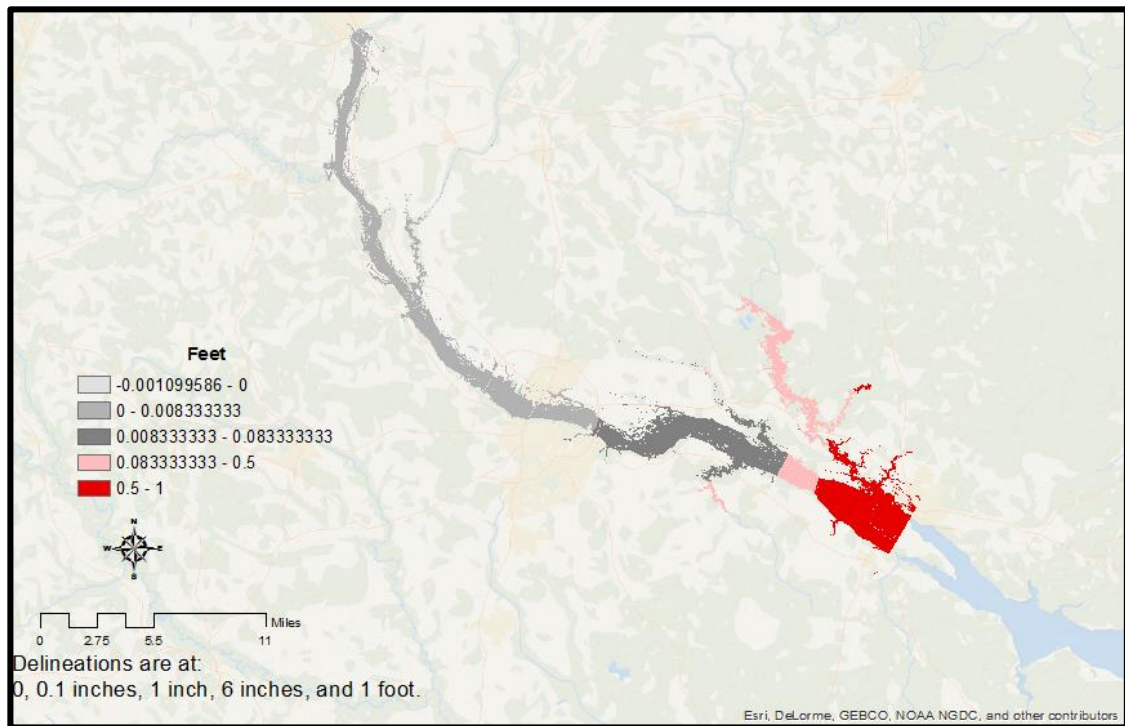 Feet
-0.001099586 - 0
0 - 0.008333333
0.008333333 - 0.083333333
0.083333333 - 0.5
0.5 - 1
N
W E
S
Miles
0 2.75 5.5 11
Delineations are at:
0, 0.1 inches, 1 inch, 6 inches, and 1 foot.
Esri, DeLorme, GEBCO, NOAA NGDC, and other contributors